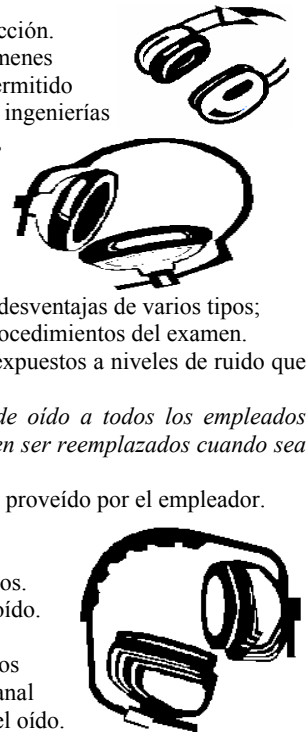 cción.
menes
ermitido
ingenierías
desventajas de varios tipos;
ocedimientos del examen.
expuestos a niveles de ruido que
de oído a todos los empleados
en ser reemplazados cuando sea
proveído por el empleador.
os.
oído.
os
anal
el oído.